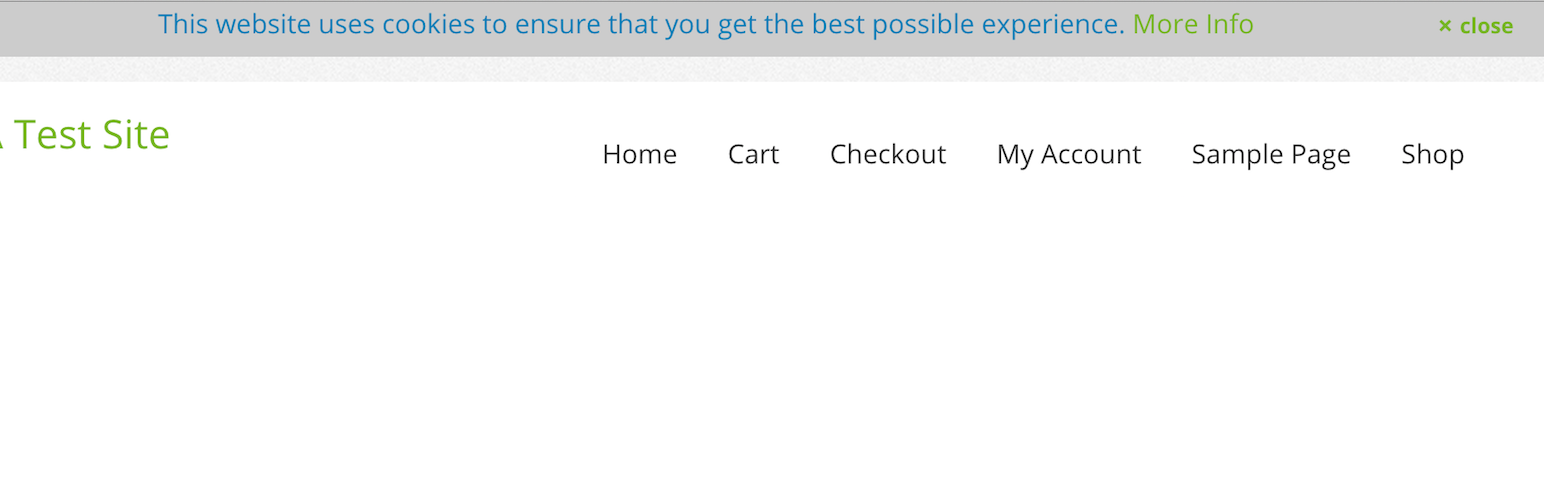 This website uses cookies to ensure that you get the best possible experience. More Info
× close
Test Site
Home Cart Checkout My Account Sample Page Shop